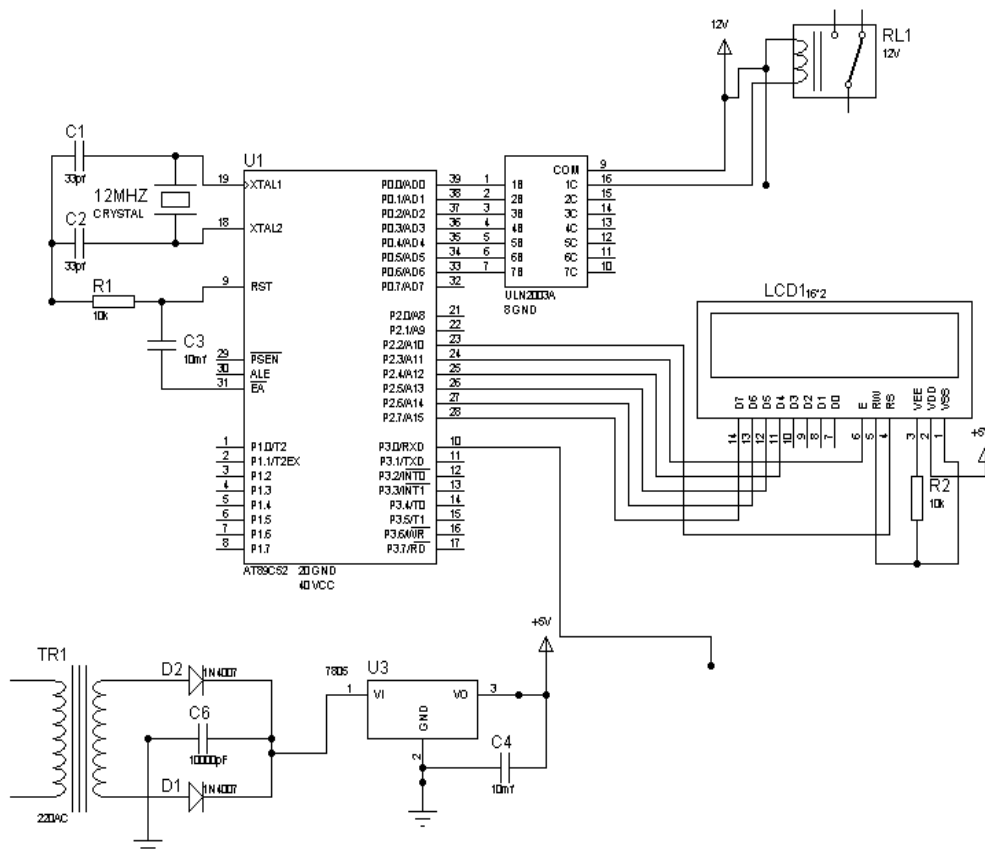 12V
RL1
12V
C1
33pf
12MHZ
CRYSTAL
C2
33pf
R1
10k
C3
10mf
U1
19 XTAL1
18 XTAL2
9 RST
29 PSEN
30 ALE
31 EA
1 P1.0/T2
2 P1.1/T2EX
3 P1.2
4 P1.3
5 P1.4
6 P1.5
7 P1.6
8 P1.7
P0.0/AD0 39
P0.1/AD1 38
P0.2/AD2 37
P0.3/AD3 36
P0.4/AD4 35
P0.5/AD5 34
P0.6/AD6 33
P0.7/AD7 32
P2.0/A8 21
P2.1/A9 22
P2.2/A10 23
P2.3/A11 24
P2.4/A12 25
P2.5/A13 26
P2.6/A14 27
P2.7/A15 28
P3.0/RXD 10
P3.1/TXD 11
P3.2/INT0 12
P3.3/INT1 13
P3.4/T0 14
P3.5/T1 15
P3.6/WR 16
P3.7/RD 17
AT89C52 20GND
40VCC
COM 9
1 1B 1C 16
2 2B 2C 15
3 3B 3C 14
4 4B 4C 13
5 5B 5C 12
6 6B 6C 11
7 7B 7C 10
ULN2003A
8GND
LCD1 16*2
D7 D6 D5 D4 D3 D2 D1 D0 E RW RS VEE VDD VSS
14 13 12 11 10 9 8 7 6 5 4 3 2 1
+5V
R2
10k
TR1
220AC
D2 1N4007
C6
10000pF
D1 1N4007
7805 U3
1 VI VO 3
GND
2
+5V
C4
10mf